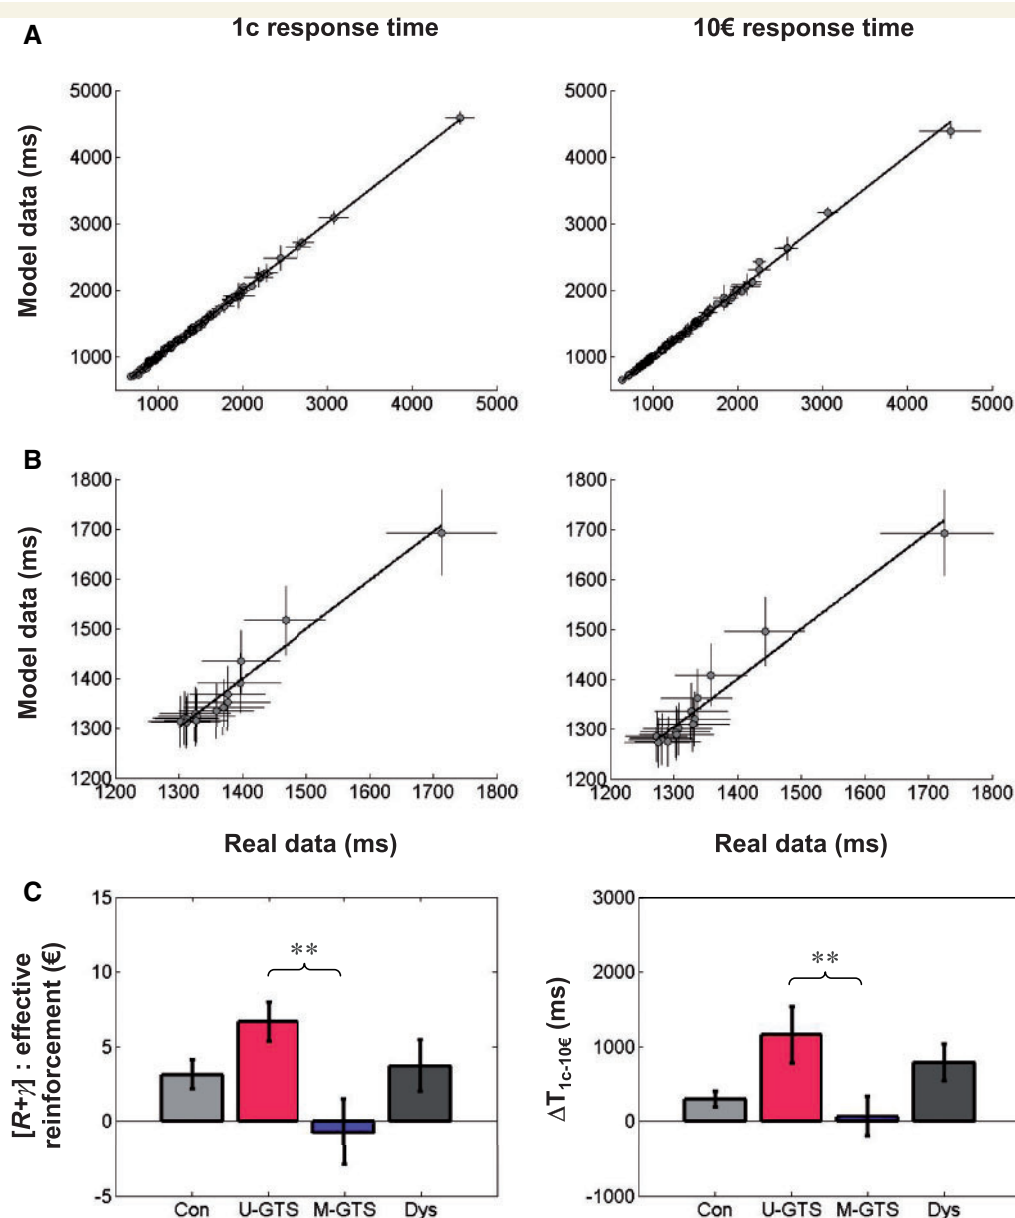 A
1c response time
10€ response time
Model data (ms)
5000
4000
3000
2000
1000
1000 2000 3000 4000 5000
5000
4000
3000
2000
1000
1000 2000 3000 4000 5000
B
Model data (ms)
1800
1700
1600
1500
1400
1300
1200
1200 1300 1400 1500 1600 1700 1800
1800
1700
1600
1500
1400
1300
1200
1200 1300 1400 1500 1600 1700 1800
Real data (ms)
Real data (ms)
C
[R+γ] : effective
reinforcement (€)
15
10
5
0
-5
**
Con U-GTS M-GTS Dys
ΔT1c-10€ (ms)
3000
2000
1000
0
-1000
**
Con U-GTS M-GTS Dys